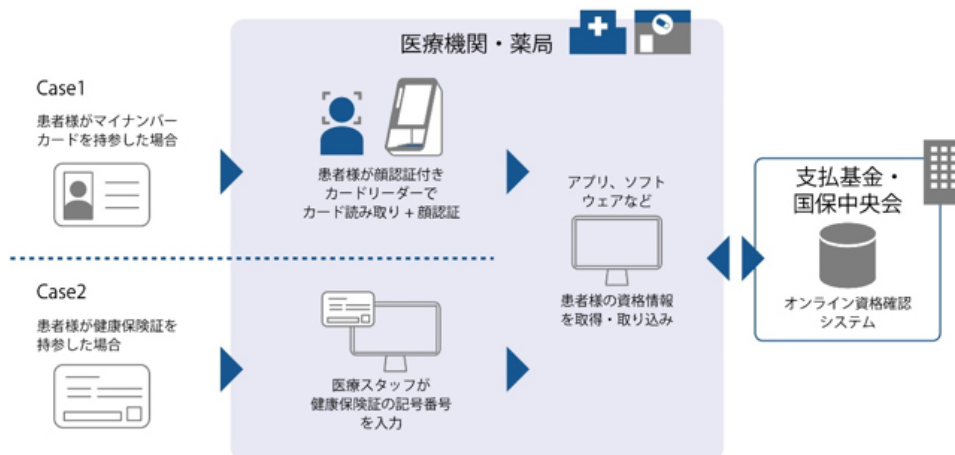 医療機関・薬局
Case1
患者様がマイナンバー
カードを持参した場合
患者様が顔認証付き
カードリーダーで
カード読み取り + 顔認証
アプリ、ソフト
ウェアなど
患者様の資格情報
を取得・取り込み
支払基金・
国保中央会
オンライン資格確認
システム
Case2
患者様が健康保険証を
持参した場合
医療スタッフが
健康保険証の記号番号
を入力